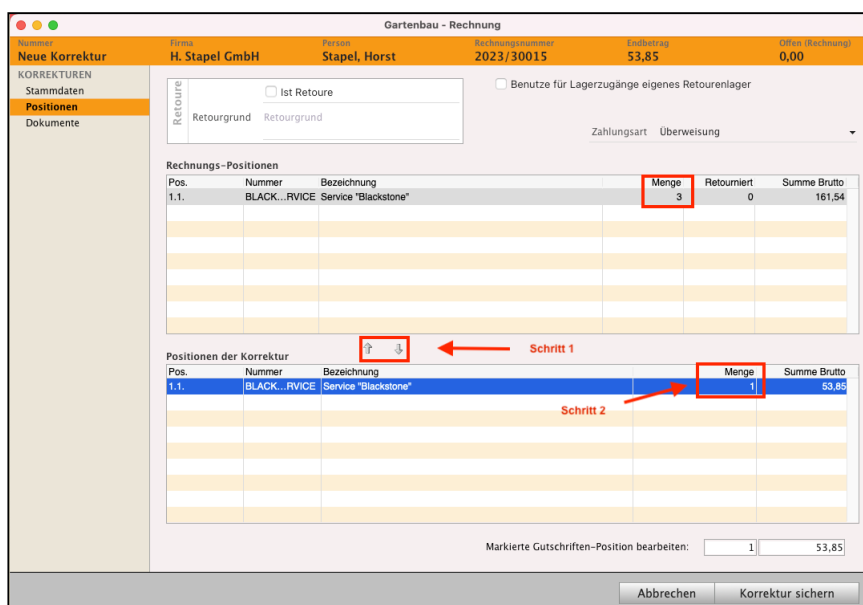 Gartenbau - Rechnung
Nummer Firma Person Rechnungsnummer Endbetrag Offen (Rechnung)
Neue Korrektur H. Stapel GmbH Stapel, Horst 2023/30015 53,85 0,00
KORREKTUREN
Stammdaten
Positionen
Dokumente
Retoure
Ist Retoure
Retourgrund Retourgrund
Benutze für Lagerzugänge eigenes Retourenlager
Zahlungsart Überweisung
Rechnungs-Positionen
Pos. Nummer Bezeichnung Menge Retourniert Summe Brutto
1.1. BLACK...RVICE Service "Blackstone" 3 0 161,54
Schritt 1
Positionen der Korrektur
Pos. Nummer Bezeichnung Menge Summe Brutto
1.1. BLACK...RVICE Service "Blackstone" 1 53,85
Schritt 2
Markierte Gutschriften-Position bearbeiten: 1 53,85
Abbrechen Korrektur sichern